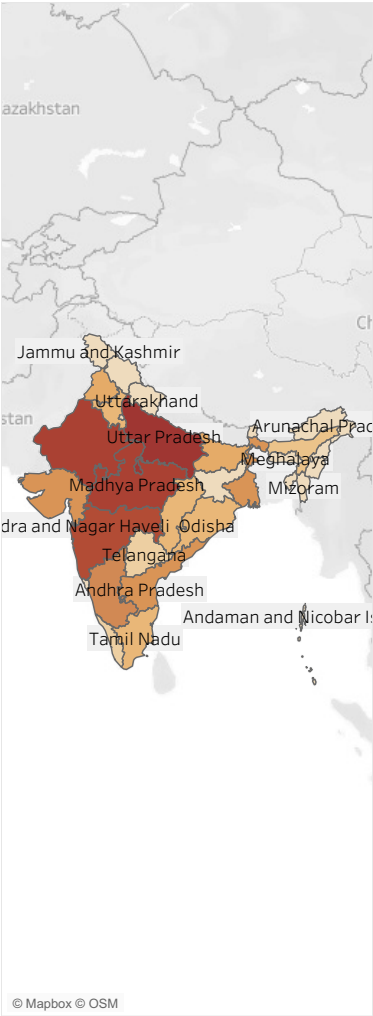 azakhstan
Ch
Jammu and Kashmir
Uttarakhand
stan
Arunachal Prad
Uttar Pradesh
Meghalaya
Madhya Pradesh
Mizoram
dra and Nagar Haveli
Odisha
Telangana
Andhra Pradesh
Andaman and Nicobar Is
Tamil Nadu
© Mapbox © OSM